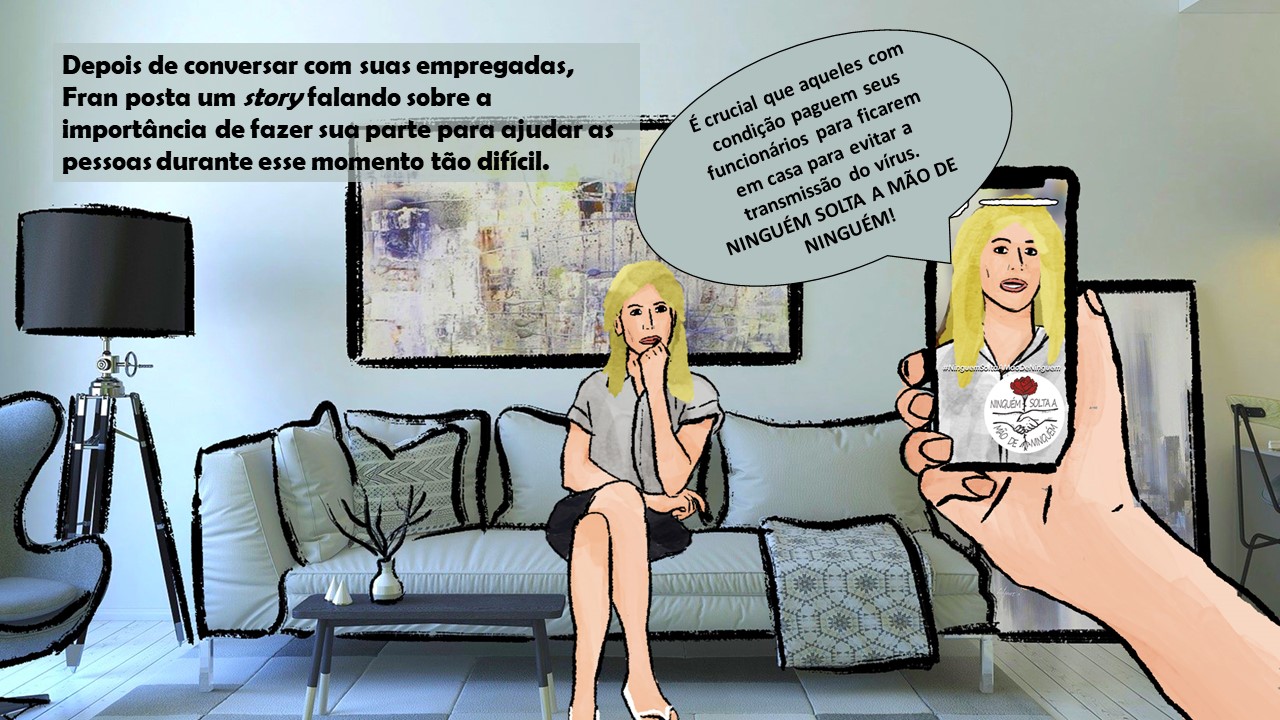 Depois de conversar com suas empregadas,
Fran posta um story falando sobre a
importância de fazer sua parte para ajudar as
pessoas durante esse momento tão difícil.
É crucial que aqueles com
condição paguem seus
funcionários para ficarem
em casa para evitar a
transmissão do vírus.
NINGUÉM SOLTA A MÃO DE
NINGUÉM!
#NinguemSoltaAMãoDeNinguem
NINGUÉM SOLTA A
MÃO DE NINGUÉM